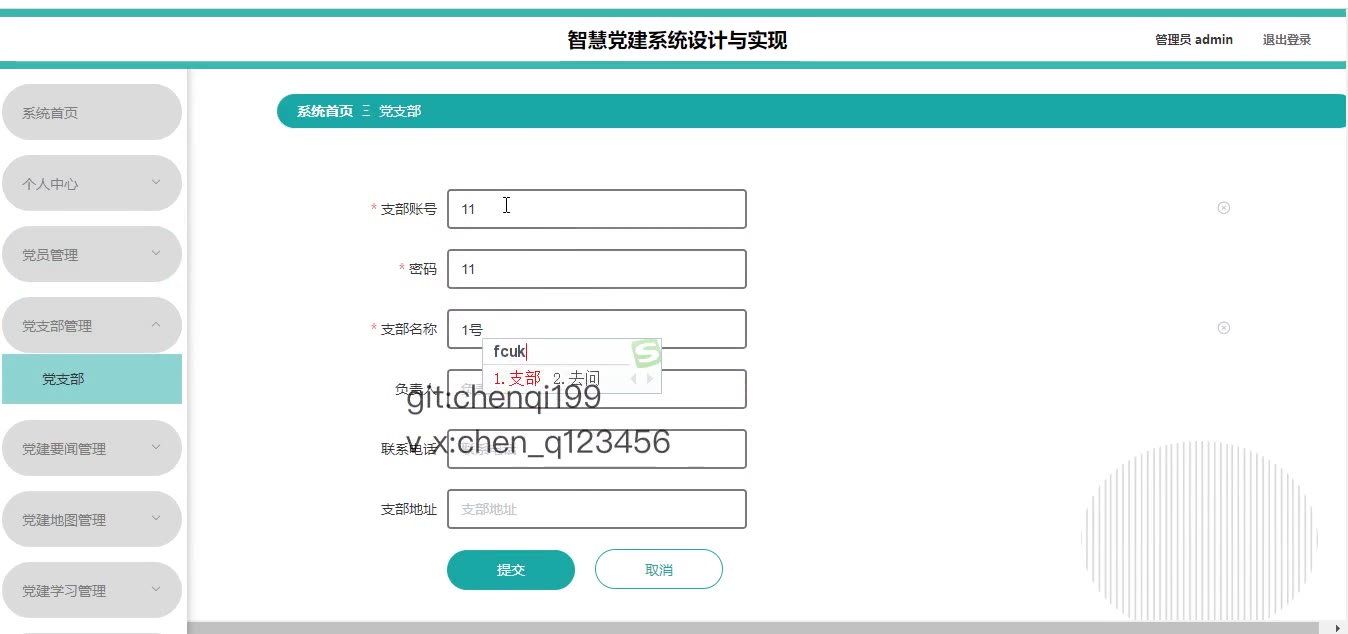 智慧党建系统设计与实现
管理员 admin
退出登录
系统首页
个人中心
党员管理
党支部管理
党支部
党建要闻管理
党建地图管理
党建学习管理
系统首页 Ξ 党支部
* 支部账号 11
* 密码 11
* 支部名称 1号
fcuk
1.支部 2.去问
负责人
git:chenqi199
联系电话
v x:chen_q123456
支部地址 支部地址
提交
取消